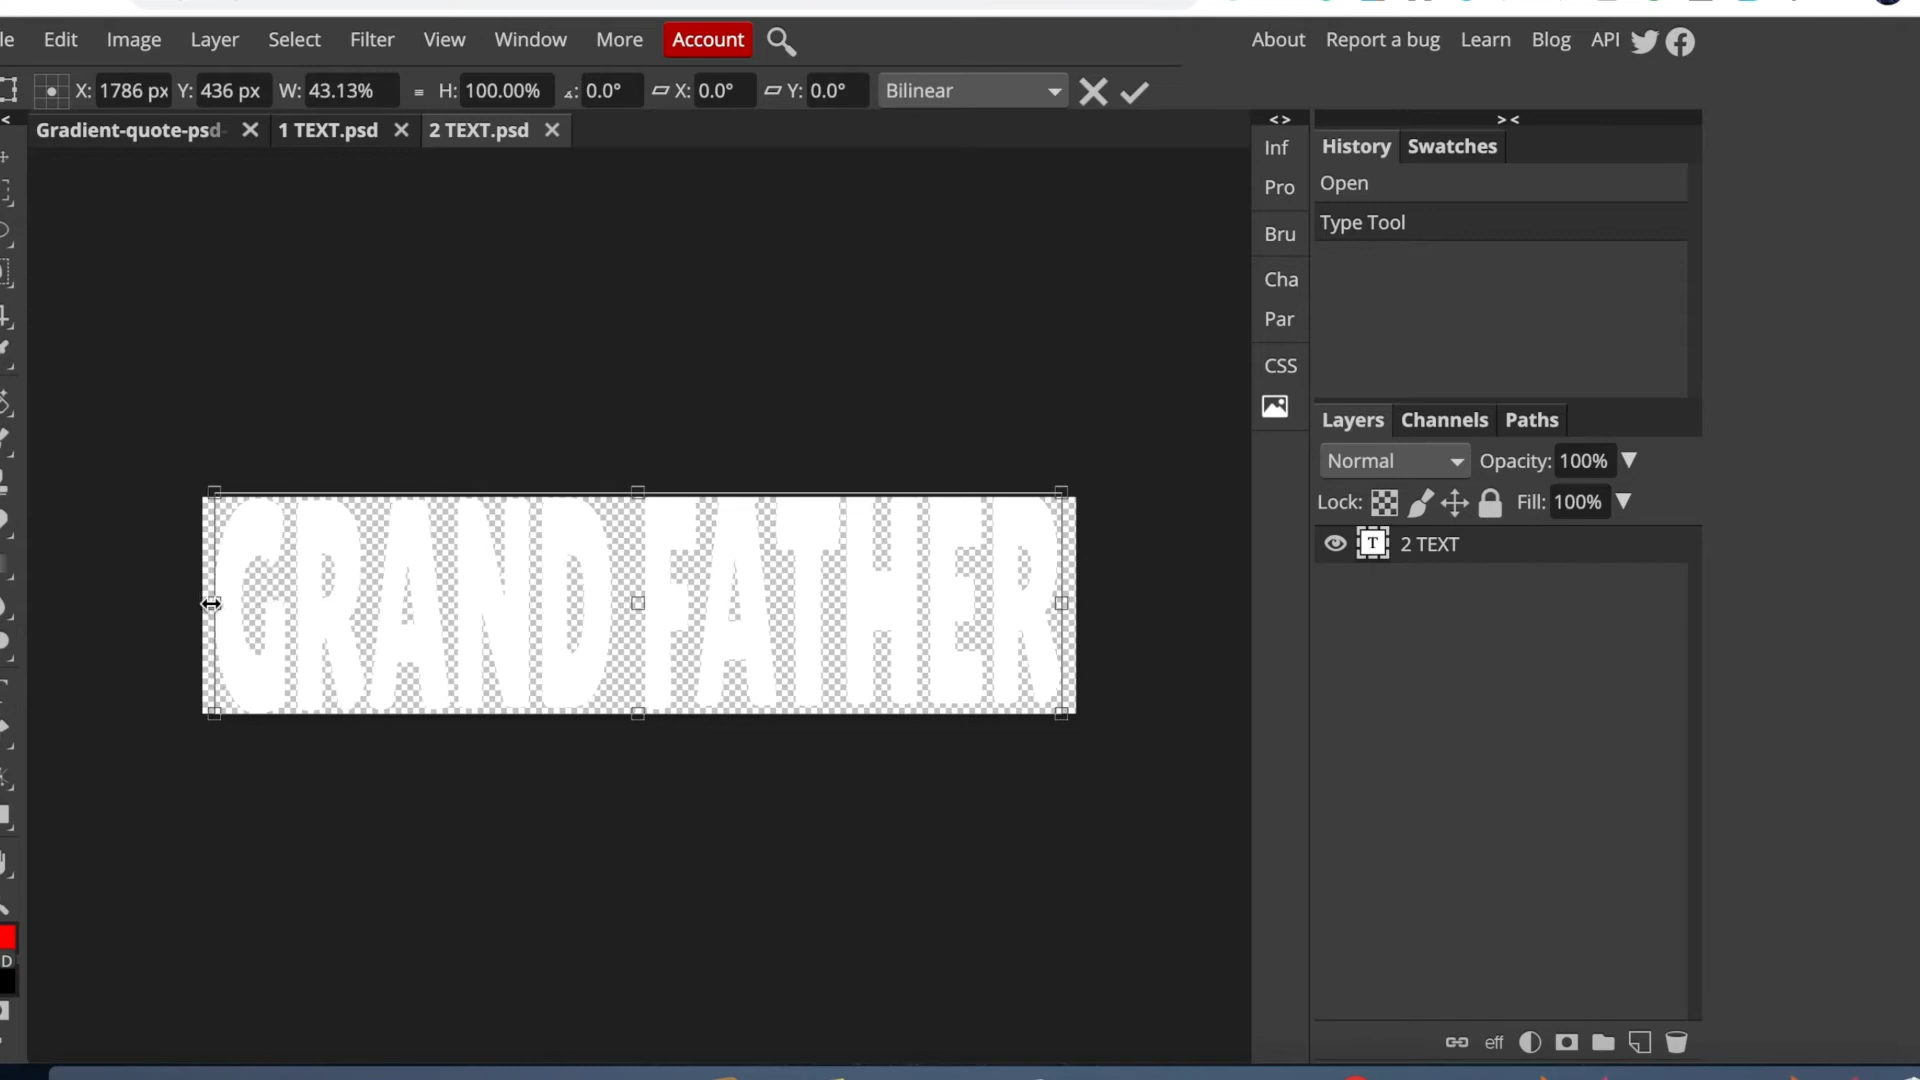 le Edit Image Layer Select Filter View Window More Account About Report a bug Learn Blog API
X: 1786 px Y: 436 px W: 43.13% = H: 100.00% 0.0° X: 0.0° Y: 0.0° Bilinear
Gradient-quote-psd 1 TEXT.psd 2 TEXT.psd
Inf
Pro
Bru
Cha
Par
CSS
History Swatches
Open
Type Tool
Layers Channels Paths
Normal Opacity: 100%
Lock: Fill: 100%
T 2 TEXT
GRAND FATHER
D
eff